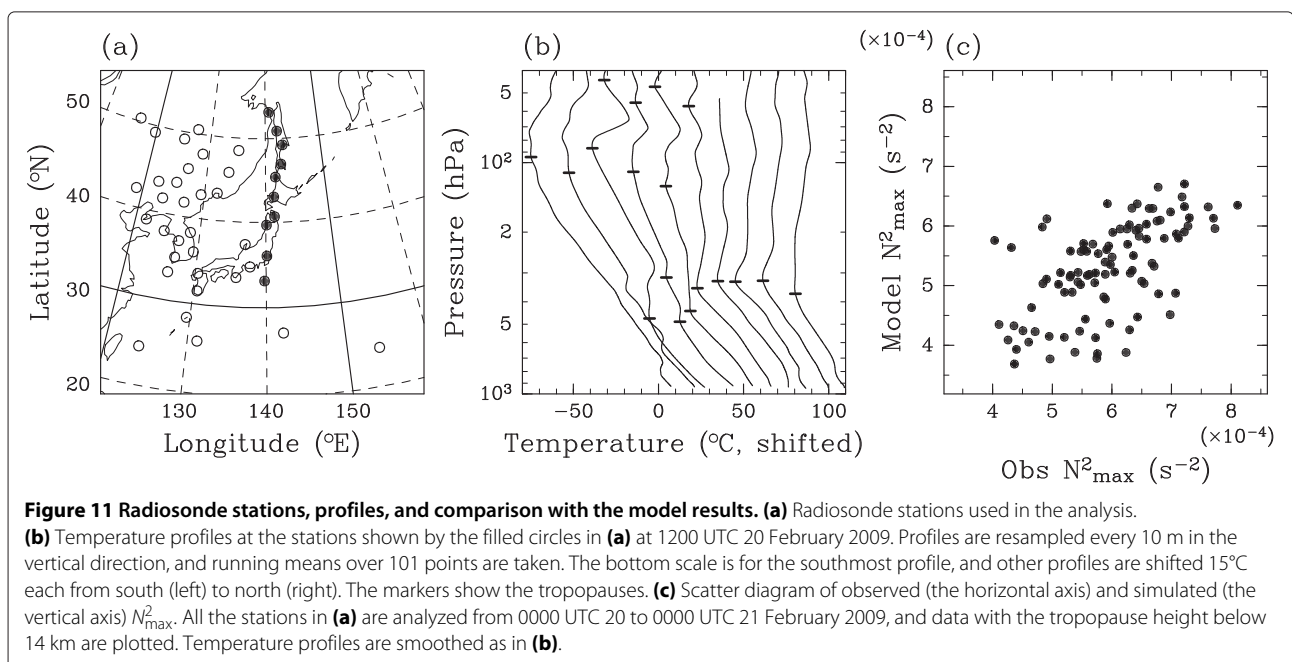 (a)
50
40
30
20
Latitude (°N)
130 140 150
Longitude (°E)
(b)
5
10²
2
5
10³
Pressure (hPa)
−50 0 50 100
Temperature (°C, shifted)
(×10⁻⁴) (c)
8
7
6
5
4
Model N²max (s⁻²)
4 5 6 7 8
(×10⁻⁴)
Obs N²max (s⁻²)
Figure 11 Radiosonde stations, profiles, and comparison with the model results. (a) Radiosonde stations used in the analysis.
(b) Temperature profiles at the stations shown by the filled circles in (a) at 1200 UTC 20 February 2009. Profiles are resampled every 10 m in the
vertical direction, and running means over 101 points are taken. The bottom scale is for the southmost profile, and other profiles are shifted 15°C
each from south (left) to north (right). The markers show the tropopauses. (c) Scatter diagram of observed (the horizontal axis) and simulated (the
vertical axis) N²max. All the stations in (a) are analyzed from 0000 UTC 20 to 0000 UTC 21 February 2009, and data with the tropopause height below
14 km are plotted. Temperature profiles are smoothed as in (b).